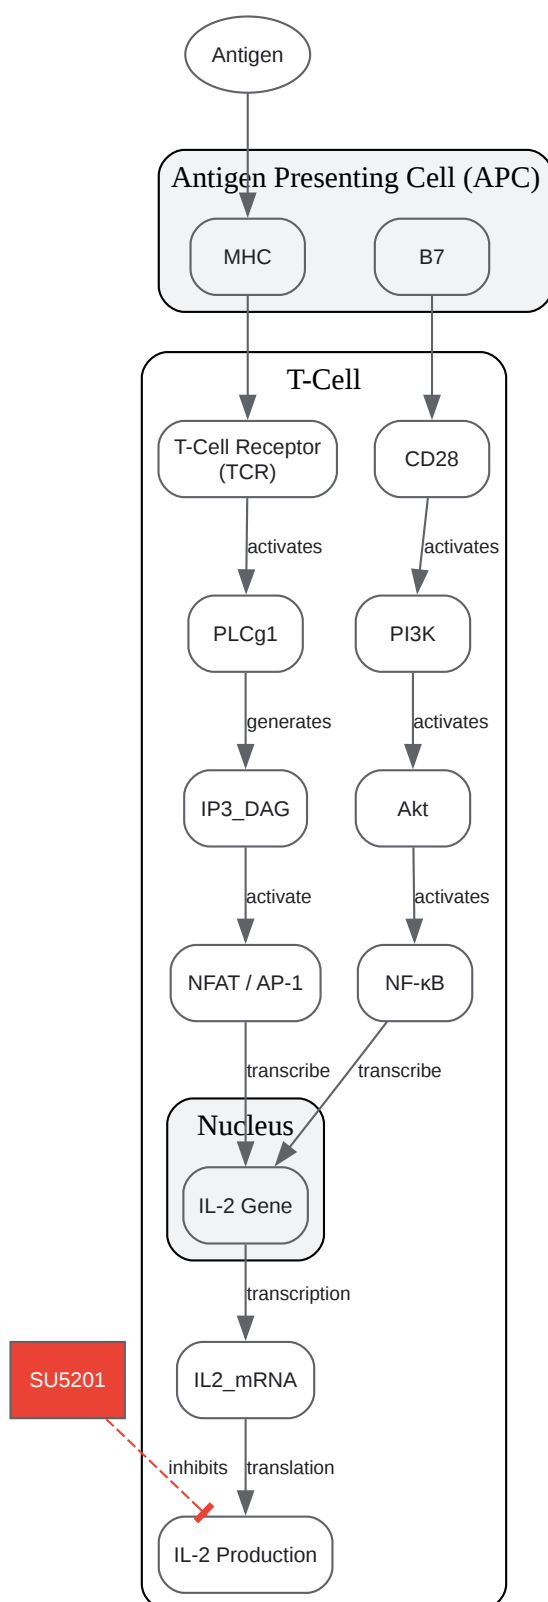 Antigen
Antigen Presenting Cell (APC)
MHC
B7
T-Cell
T-Cell Receptor
(TCR)
CD28
activates
activates
PLCg1
PI3K
generates
activates
IP3_DAG
Akt
activate
activates
NFAT / AP-1
NF-κB
transcribe
transcribe
Nucleus
IL-2 Gene
transcription
SU5201
IL2_mRNA
inhibits
translation
IL-2 Production